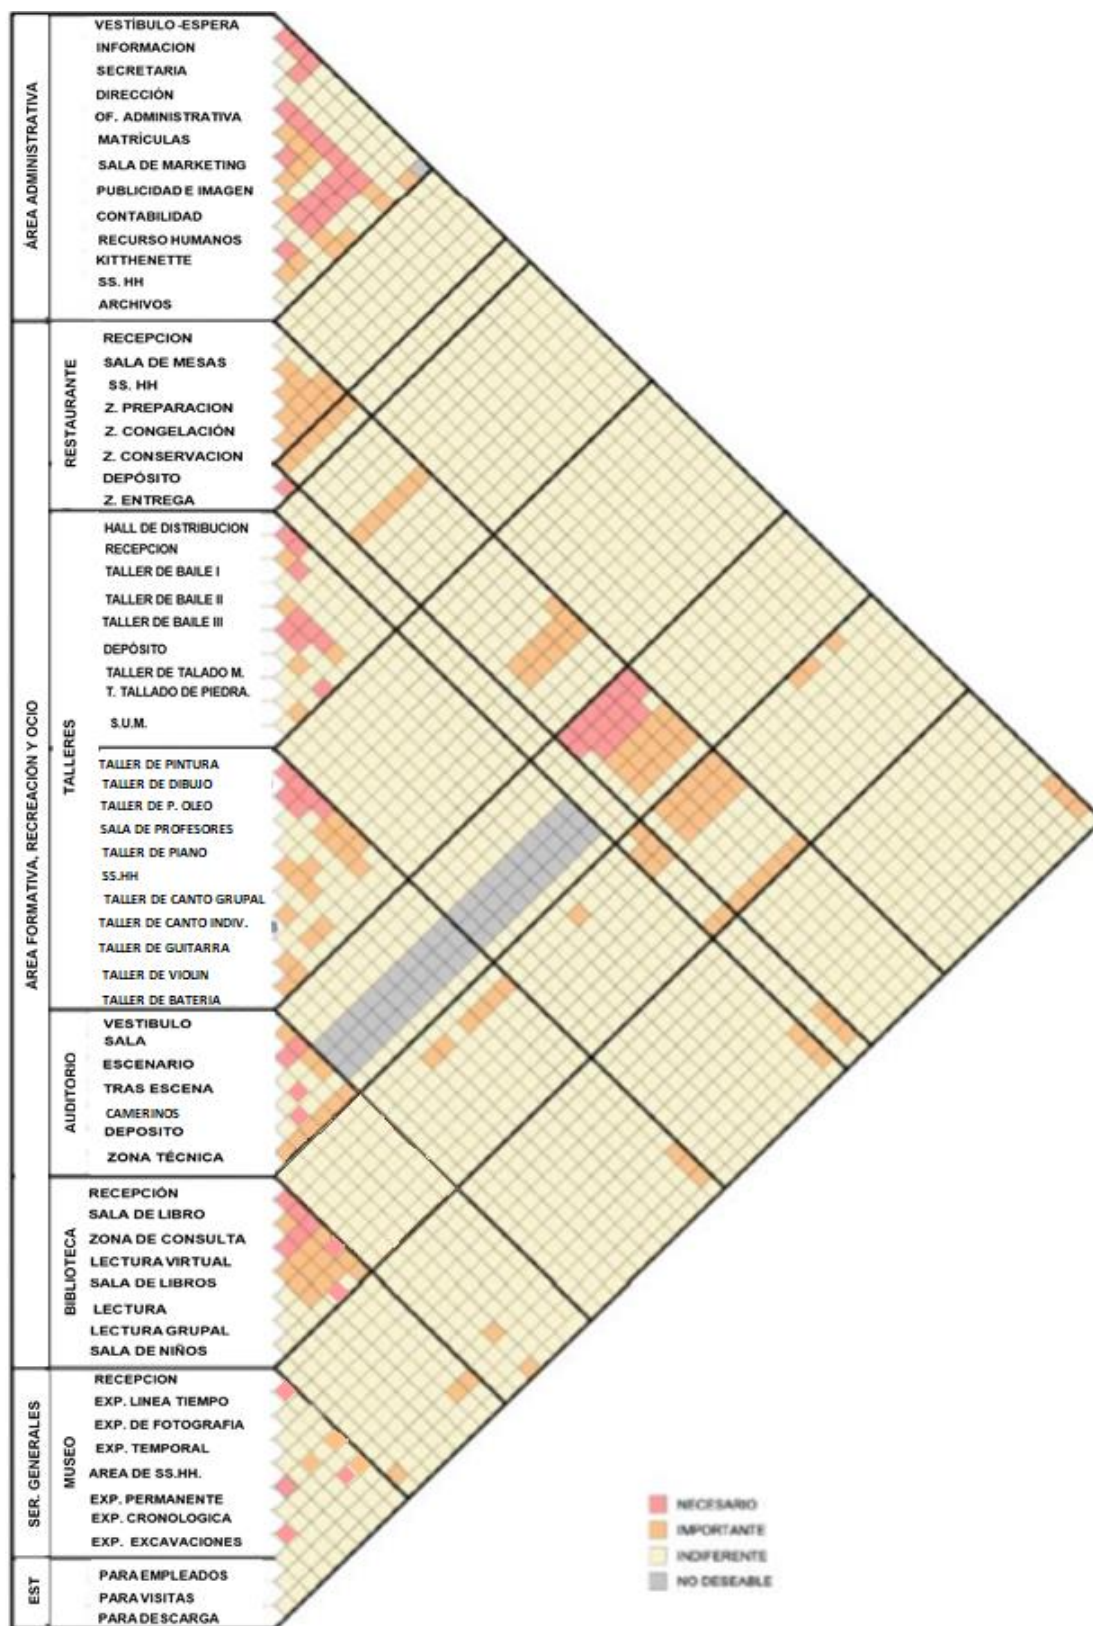 ÁREA ADMINISTRATIVA
VESTÍBULO -ESPERA
INFORMACION
SECRETARIA
DIRECCIÓN
OF. ADMINISTRATIVA
MATRÍCULAS
SALA DE MARKETING
PUBLICIDAD E IMAGEN
CONTABILIDAD
RECURSO HUMANOS
KITTHENETTE
SS. HH
ARCHIVOS
ÁREA FORMATIVA, RECREACIÓN Y OCIO
RESTAURANTE
RECEPCION
SALA DE MESAS
SS. HH
Z. PREPARACION
Z. CONGELACIÓN
Z. CONSERVACION
DEPÓSITO
Z. ENTREGA
TALLERES
HALL DE DISTRIBUCION
RECEPCION
TALLER DE BAILE I
TALLER DE BAILE II
TALLER DE BAILE III
DEPÓSITO
TALLER DE TALADO M.
T. TALLADO DE PIEDRA.
S.U.M.
TALLER DE PINTURA
TALLER DE DIBUJO
TALLER DE P. OLEO
SALA DE PROFESORES
TALLER DE PIANO
SS.HH
TALLER DE CANTO GRUPAL
TALLER DE CANTO INDIV.
TALLER DE GUITARRA
TALLER DE VIOLIN
TALLER DE BATERIA
AUDITORIO
VESTIBULO
SALA
ESCENARIO
TRAS ESCENA
CAMERINOS
DEPOSITO
ZONA TÉCNICA
BIBLIOTECA
RECEPCIÓN
SALA DE LIBRO
ZONA DE CONSULTA
LECTURA VIRTUAL
SALA DE LIBROS
LECTURA
LECTURA GRUPAL
SALA DE NIÑOS
SER. GENERALES
MUSEO
RECEPCION
EXP. LINEA TIEMPO
EXP. DE FOTOGRAFIA
EXP. TEMPORAL
AREA DE SS.HH.
EXP. PERMANENTE
EXP. CRONOLOGICA
EXP. EXCAVACIONES
EST
PARA EMPLEADOS
PARA VISITAS
PARA DESCARGA
NECESARIO
IMPORTANTE
INDIFERENTE
NO DESEABLE